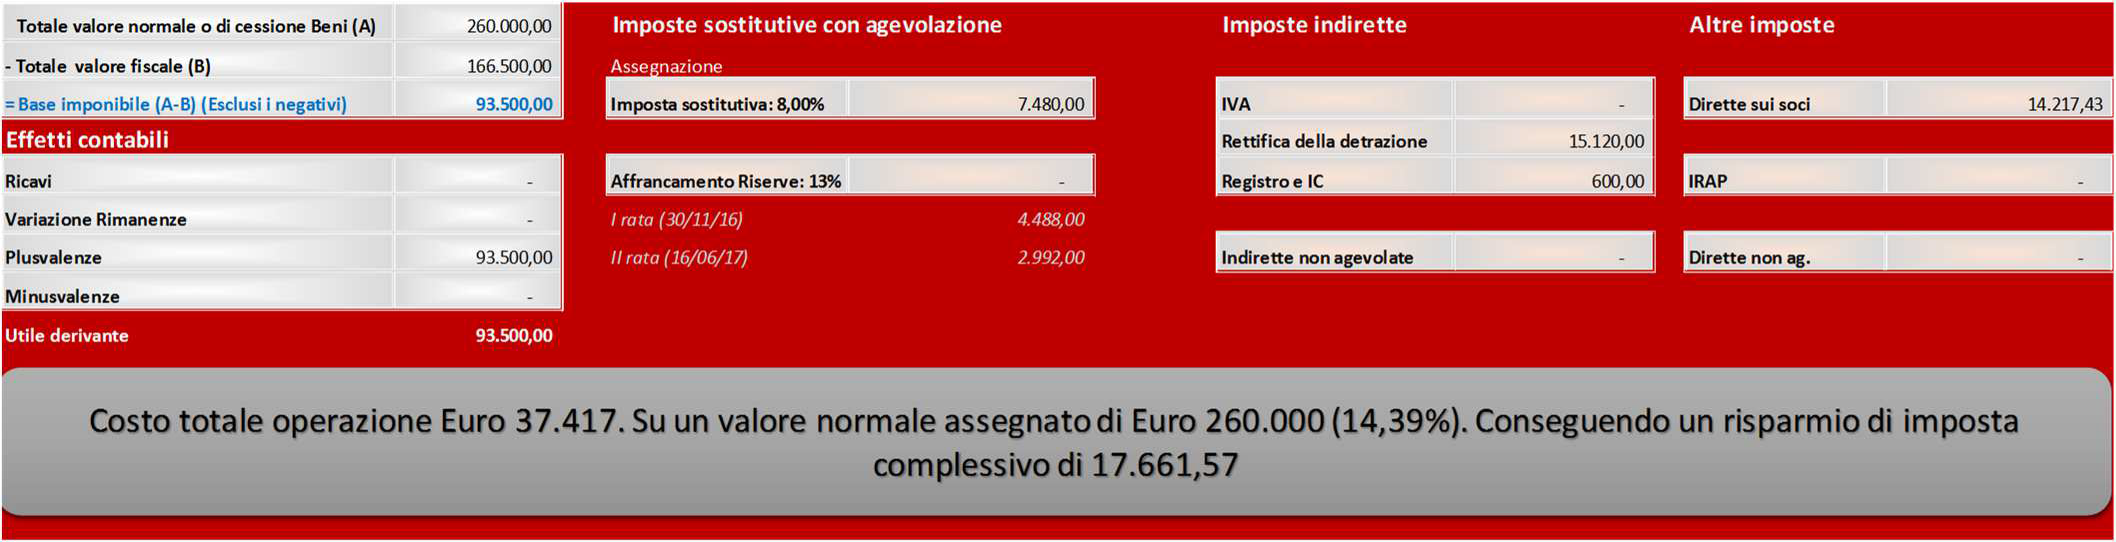 Totale valore normale o di cessione Beni (A) 260.000,00
- Totale valore fiscale (B) 166.500,00
= Base imponibile (A-B) (Esclusi i negativi) 93.500,00
Effetti contabili
Ricavi -
Variazione Rimanenze -
Plusvalenze 93.500,00
Minusvalenze -
Utile derivante 93.500,00
Imposte sostitutive con agevolazione
Assegnazione
Imposta sostitutiva: 8,00% 7.480,00
Affrancamento Riserve: 13% -
I rata (30/11/16) 4.488,00
II rata (16/06/17) 2.992,00
Imposte indirette
IVA -
Rettifica della detrazione 15.120,00
Registro e IC 600,00
Indirette non agevolate -
Altre imposte
Dirette sui soci 14.217,43
IRAP -
Dirette non ag. -
Costo totale operazione Euro 37.417. Su un valore normale assegnato di Euro 260.000 (14,39%). Conseguendo un risparmio di imposta
complessivo di 17.661,57